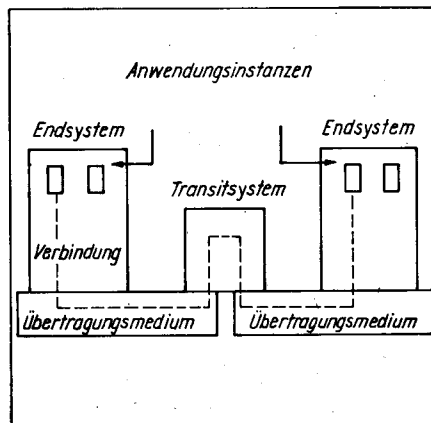 Anwendungsinstanzen
Endsystem
Endsystem
Transitsystem
Verbindung
Übertragungsmedium
Übertragungsmedium